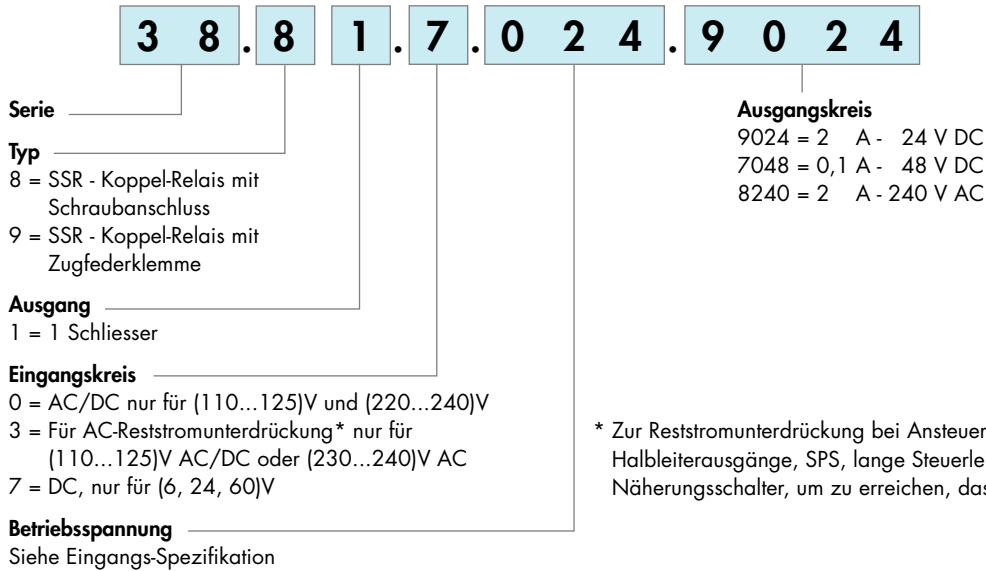 3 8 . 8 1 . 7 . 0 2 4 . 9 0 2 4
Serie
Typ
8 = SSR - Koppel-Relais mit
Schraubanschluss
9 = SSR - Koppel-Relais mit
Zugfederklemme
Ausgang
1 = 1 Schliesser
Eingangskreis
0 = AC/DC nur für (110...125)V und (220...240)V
3 = Für AC-Reststromunterdrückung* nur für
(110...125)V AC/DC oder (230...240)V AC
7 = DC, nur für (6, 24, 60)V
Betriebsspannung
Siehe Eingangs-Spezifikation
Ausgangskreis
9024 = 2 A - 24 V DC
7048 = 0,1 A - 48 V DC
8240 = 2 A - 240 V AC
* Zur Reststromunterdrückung bei
Halbleiterausgänge, SPS, lange
Näherungsschalter, um zu erreichen,